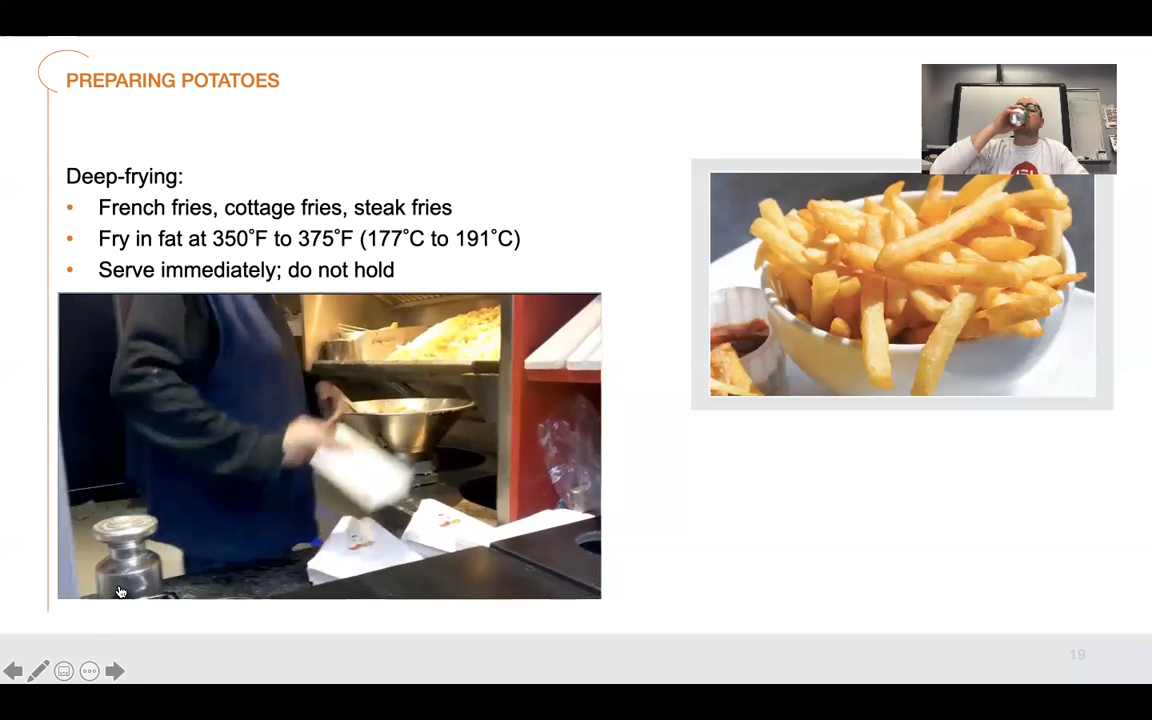 PREPARING POTATOES
Deep-frying:
• French fries, cottage fries, steak fries
• Fry in fat at 350˚F to 375˚F (177˚C to 191˚C)
• Serve immediately; do not hold
19